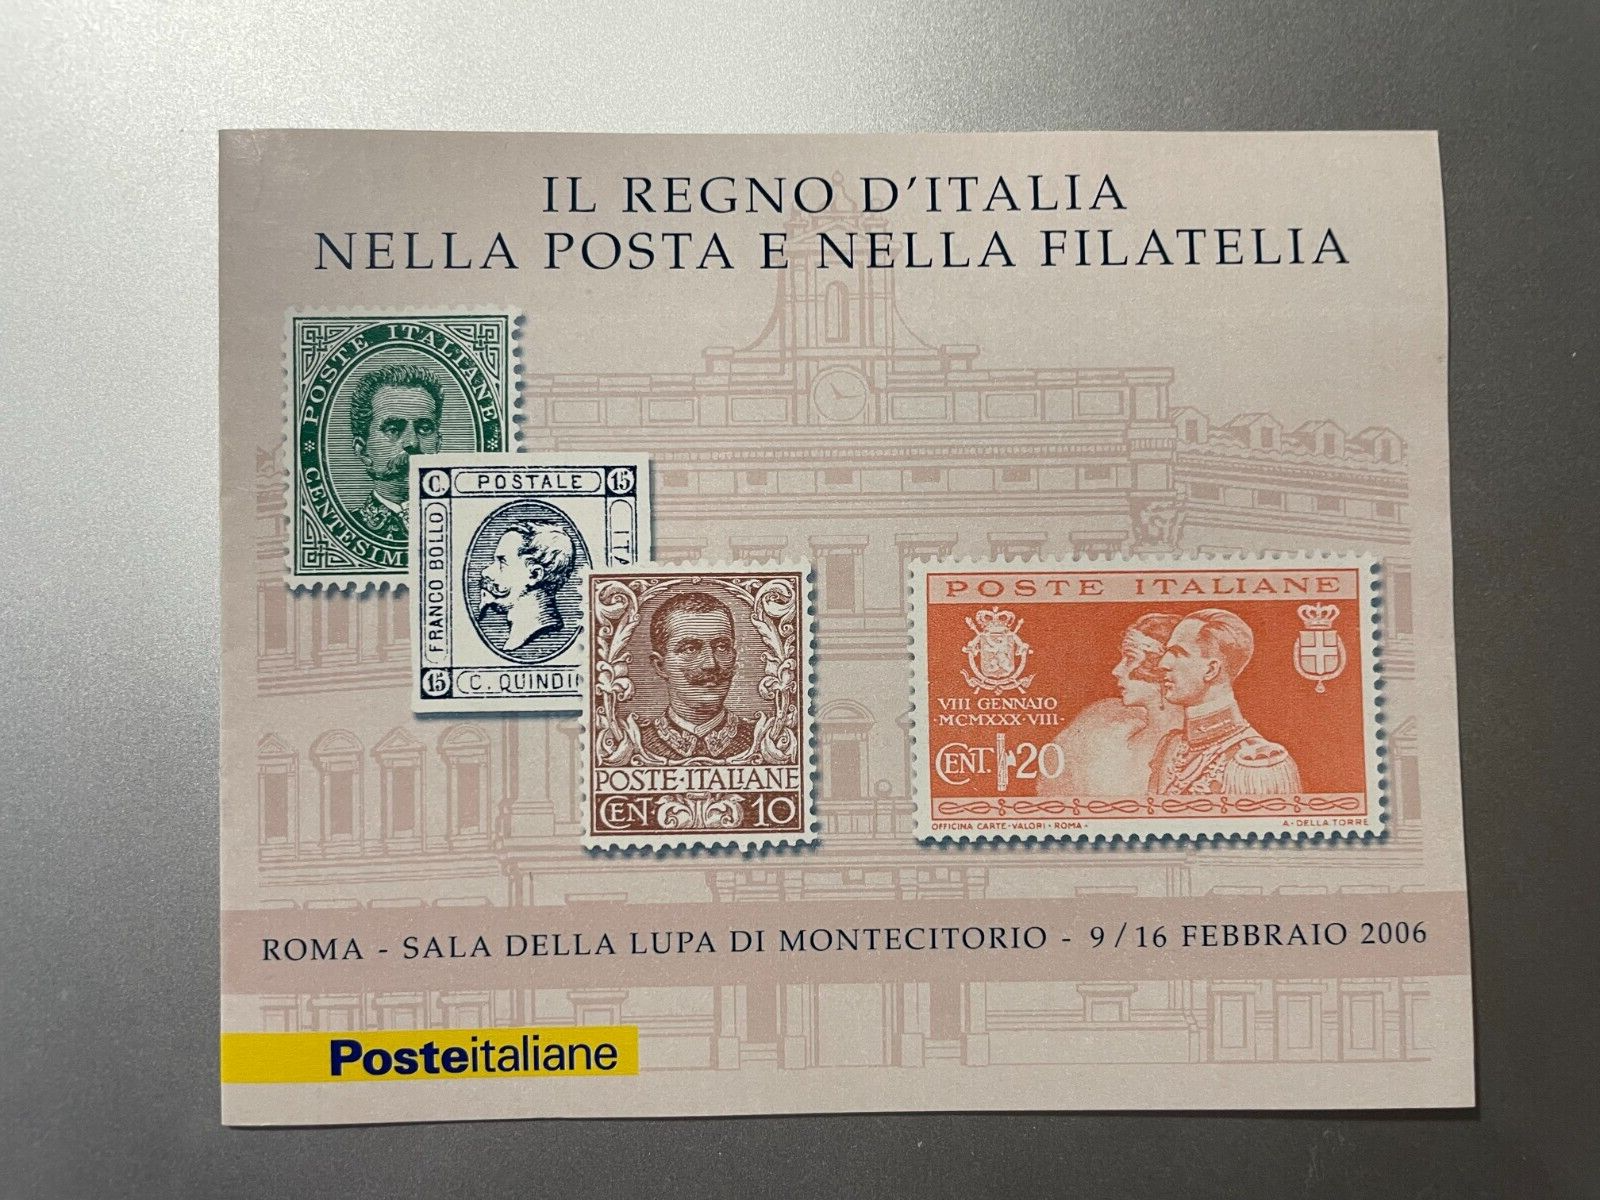 IL REGNO D'ITALIA
NELLA POSTA E NELLA FILATELIA
POSTE ITALIANE
C. POSTALE 15
FRANCO BOLLO
15 C.
POSTE·ITALIANE
CEN 10
POSTE ITALIANE
VIII GENNAIO
·MCMXXX·VIII·
CENT. 20
OFFICINA CARTE-VALORI·ROMA·
A·DELLA TORRE
ROMA - SALA DELLA LUPA DI MONTECITORIO - 9/16 FEBBRAIO 2006
Posteitaliane